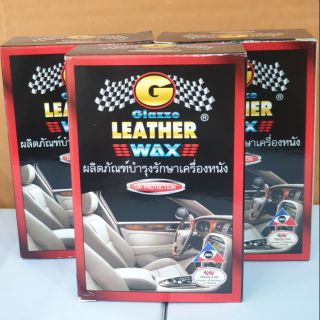 G
Glazze
LEATHER ®
WAX
ผลิตภัณฑ์บำรุงรักษาเครื่องหนัง
UV PROTECTION